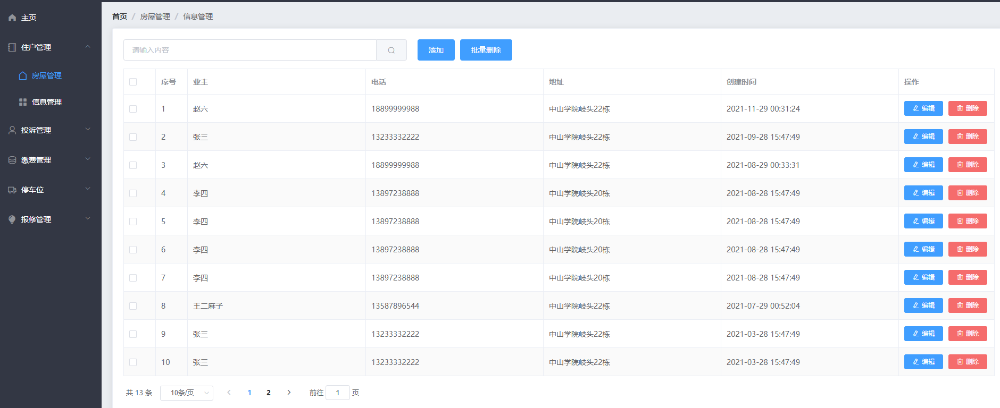 主页
住户管理
房屋管理
信息管理
投诉管理
缴费管理
停车位
报修管理
首页 / 房屋管理 / 信息管理
请输入内容 添加 批量删除
序号 业主 电话 地址 创建时间 操作
1 赵六 18899999988 中山学院岐头22栋 2021-11-29 00:31:24 编辑 删除
2 张三 13233332222 中山学院岐头22栋 2021-09-28 15:47:49 编辑 删除
3 赵六 18899999988 中山学院岐头22栋 2021-08-29 00:33:31 编辑 删除
4 李四 13897238888 中山学院岐头20栋 2021-08-28 15:47:49 编辑 删除
5 李四 13897238888 中山学院岐头20栋 2021-08-28 15:47:49 编辑 删除
6 李四 13897238888 中山学院岐头20栋 2021-08-28 15:47:49 编辑 删除
7 李四 13897238888 中山学院岐头20栋 2021-08-28 15:47:49 编辑 删除
8 王二麻子 13587896544 中山学院岐头22栋 2021-07-29 00:52:04 编辑 删除
9 张三 13233332222 中山学院岐头22栋 2021-03-28 15:47:49 编辑 删除
10 张三 13233332222 中山学院岐头22栋 2021-03-28 15:47:49 编辑 删除
共 13 条 10条/页 1 2 前往 1 页